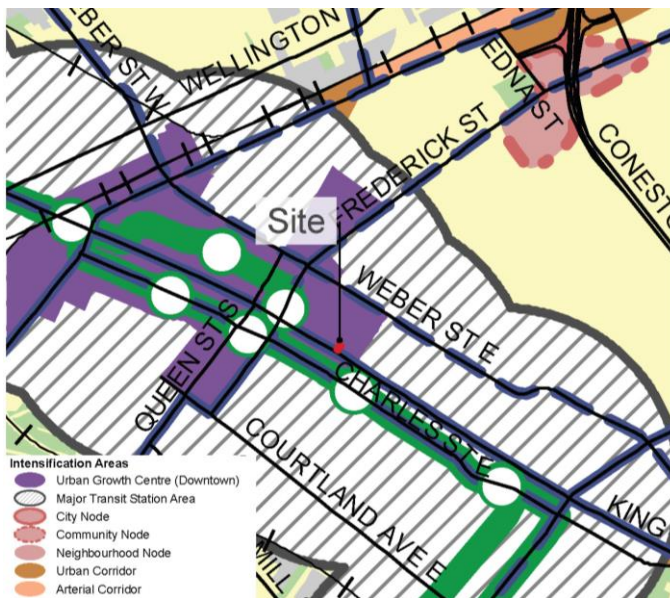 EBER ST W
WELLINGTON
EDNA ST
CONESTO
FREDERICK ST
Site
WEBER ST E
QUEEN ST S
CHARLES ST E
COURTLAND AVE E
KING
MILL
Intensification Areas
Urban Growth Centre (Downtown)
Major Transit Station Area
City Node
Community Node
Neighbourhood Node
Urban Corridor
Arterial Corridor